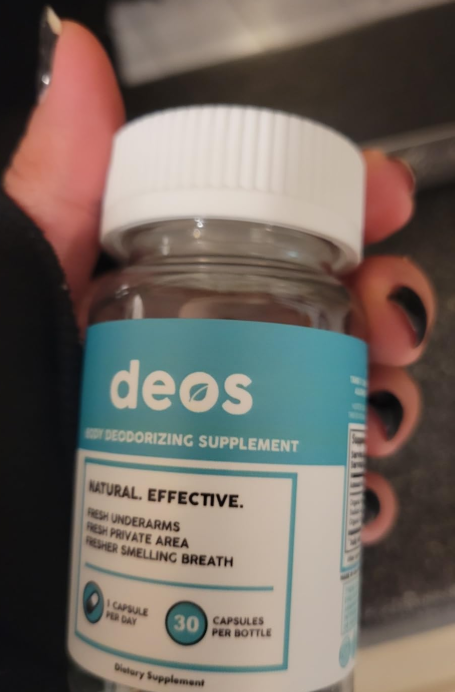 deos
BODY DEODORIZING SUPPLEMENT
NATURAL. EFFECTIVE.
FRESH UNDERARMS
FRESH PRIVATE AREA
FRESHER SMELLING BREATH
1 CAPSULE
PER DAY
30
CAPSULES
PER BOTTLE
Dietary Supplement